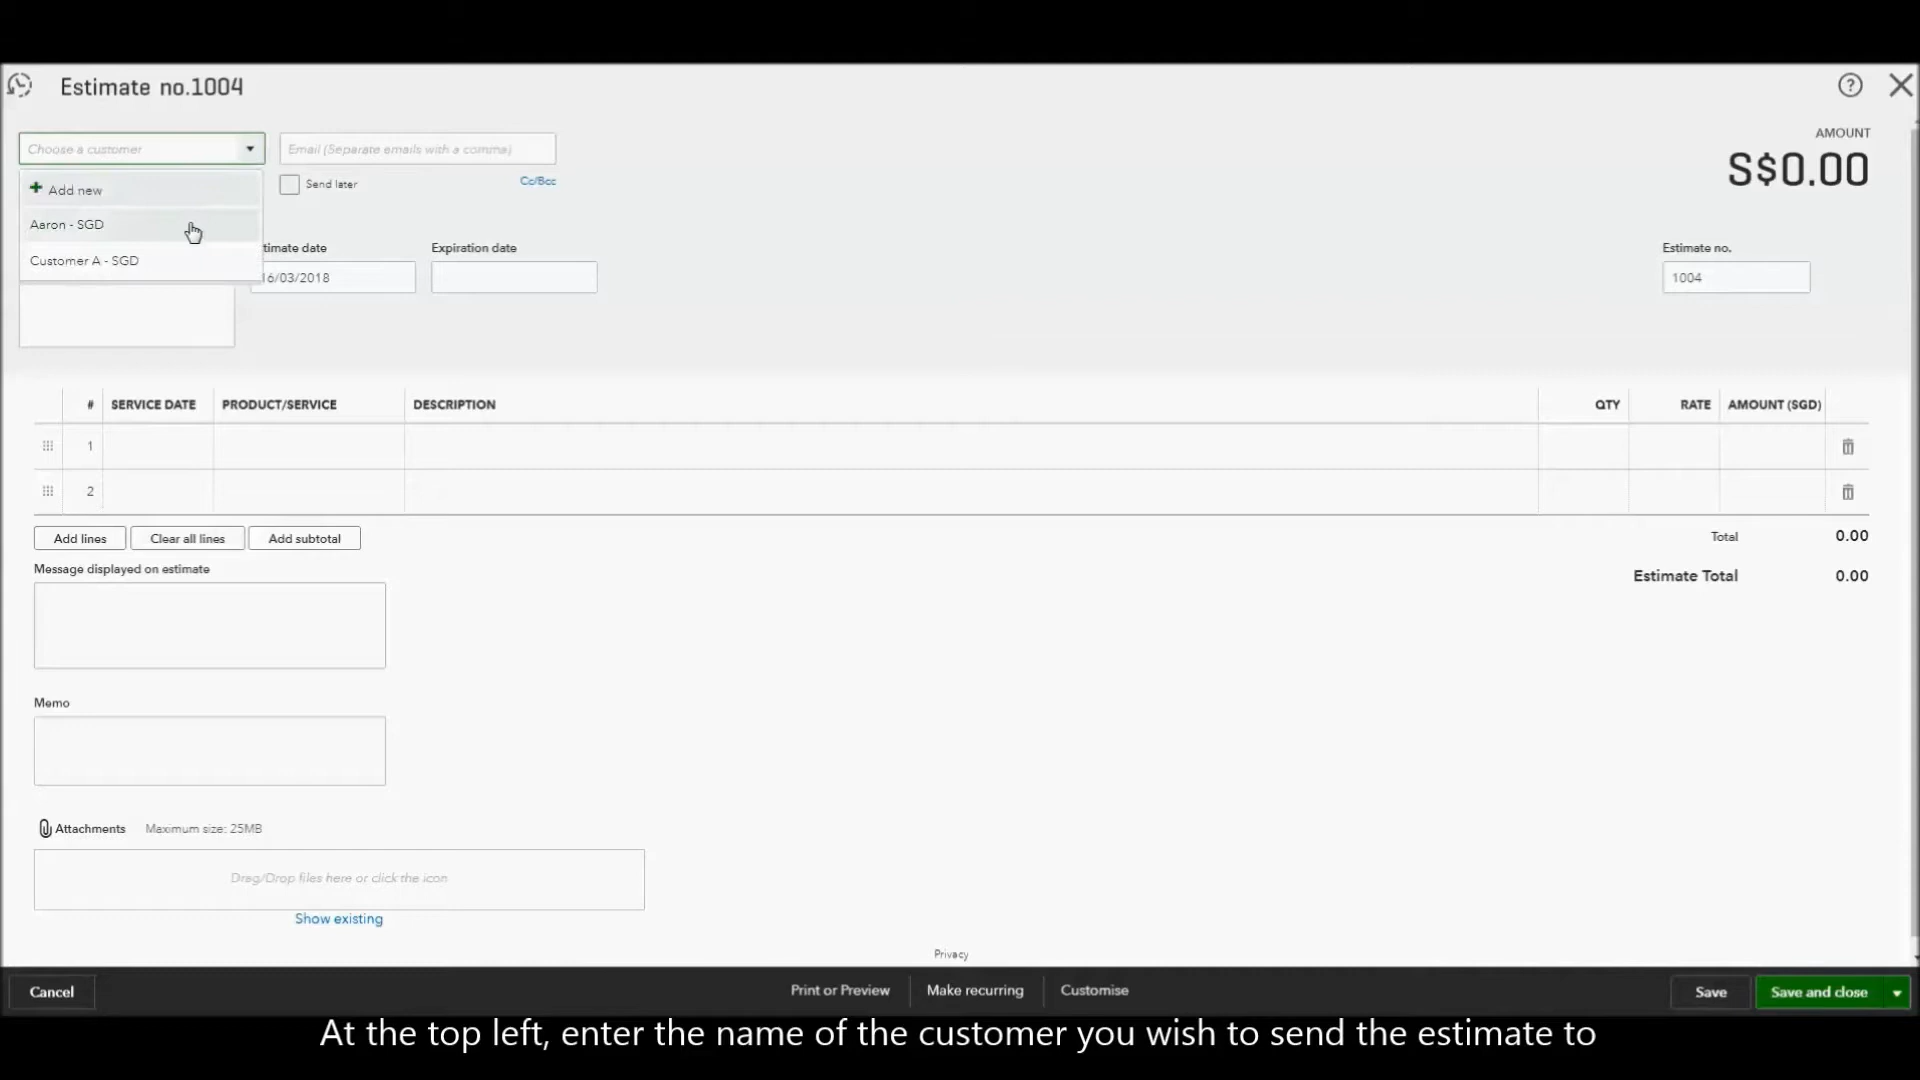 Estimate no.1004
AMOUNT
S$0.00
Choose a customer
Email (Separate emails with a comma)
Send later
Cc/Bcc
Add new
Aaron - SGD
Customer A - SGD
timate date
Expiration date
Estimate no.
16/03/2018
1004
# SERVICE DATE PRODUCT/SERVICE DESCRIPTION QTY RATE AMOUNT (SGD)
1
2
Add lines Clear all lines Add subtotal
Total 0.00
Message displayed on estimate
Estimate Total 0.00
Memo
Attachments Maximum size: 25MB
Drag/Drop files here or click the icon
Show existing
Privacy
Cancel Print or Preview Make recurring Customise Save Save and close
At the top left, enter the name of the customer you wish to send the estimate to